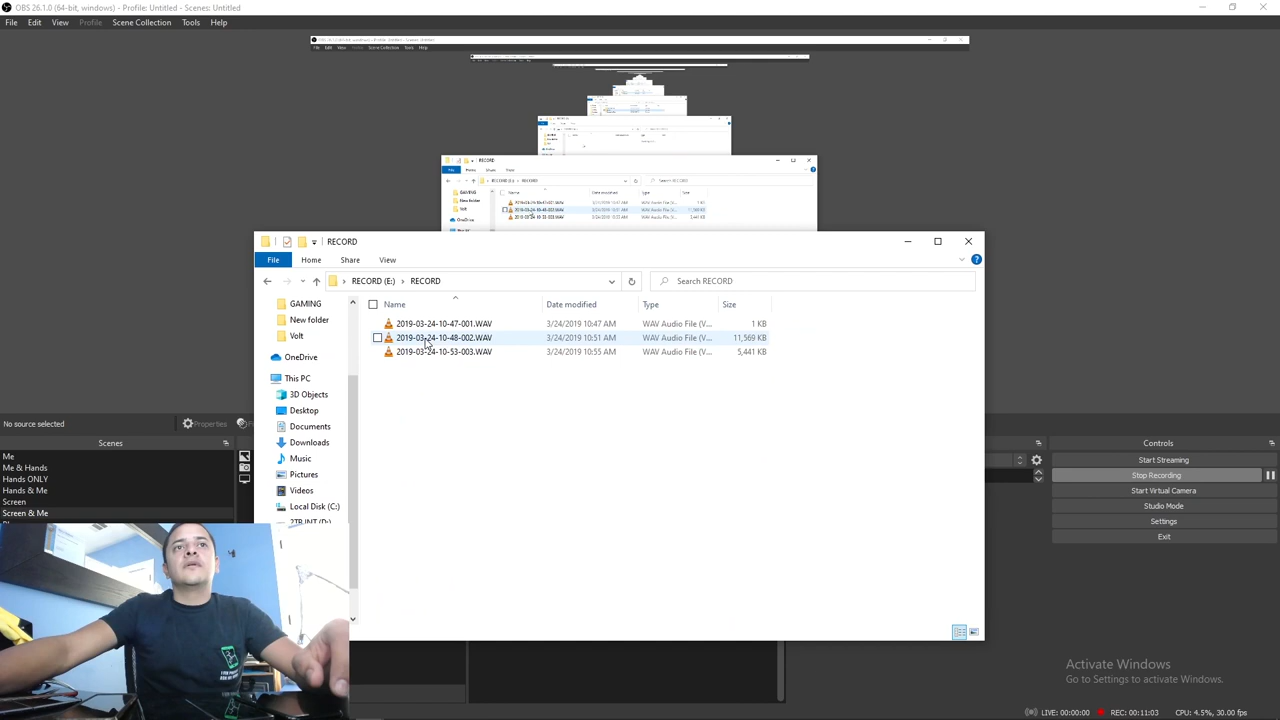 OBS 26.1.0 (64-bit, windows) - Profile: Untitled - Scenes: Untitled
File Edit View Profile Scene Collection Tools Help
RECORD
File Home Share View
RECORD (E:) > RECORD
Search RECORD
GAMING
New folder
Volt
OneDrive
This PC
3D Objects
Desktop
Documents
Downloads
Music
Pictures
Videos
Local Disk (C:)
2TB INT (D:)
Name Date modified Type Size
2019-03-24-10-47-001.WAV 3/24/2019 10:47 AM WAV Audio File (V... 1 KB
2019-03-24-10-48-002.WAV 3/24/2019 10:51 AM WAV Audio File (V... 11,569 KB
2019-03-24-10-53-003.WAV 3/24/2019 10:55 AM WAV Audio File (V... 5,441 KB
No source selected
Properties
Scenes
Me
Me & Hands
Hands ONLY
Hands & Me
Screen
Screen & Me
Controls
Start Streaming
Stop Recording
Start Virtual Camera
Studio Mode
Settings
Exit
Activate Windows
Go to Settings to activate Windows.
LIVE: 00:00:00 REC: 00:11:03 CPU: 4.5%, 30.00 fps